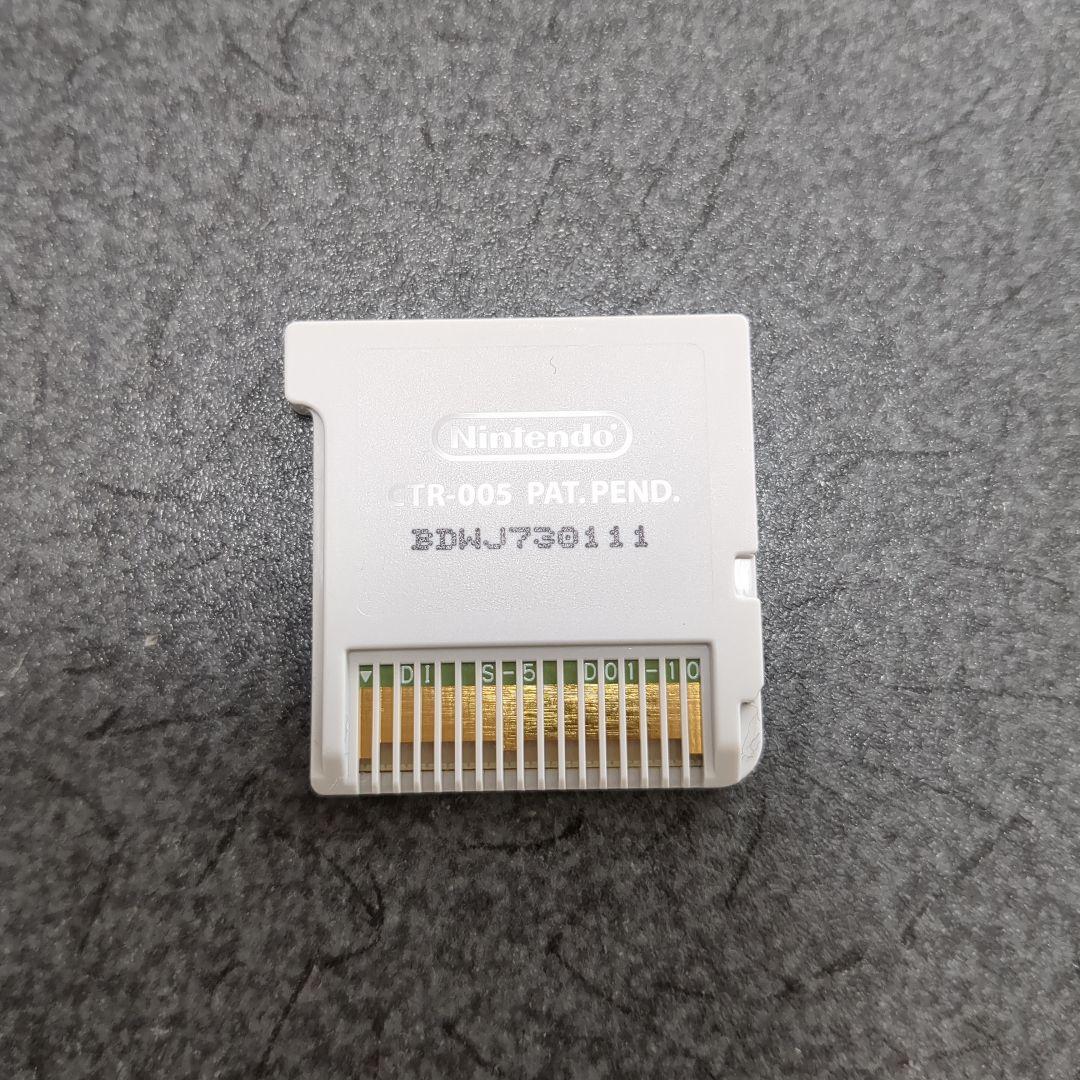 Nintendo®
CTR-005 PAT. PEND.
BDWJ730111
▼ DI S-5 D01-10